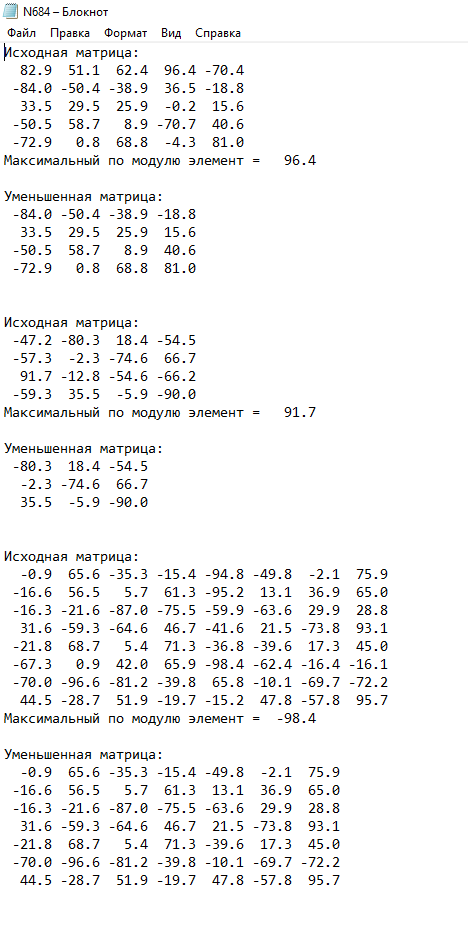 N684 – Блокнот
Файл Правка Формат Вид Справка
Исходная матрица:
82.9 51.1 62.4 96.4 -70.4
-84.0 -50.4 -38.9 36.5 -18.8
33.5 29.5 25.9 -0.2 15.6
-50.5 58.7 8.9 -70.7 40.6
-72.9 0.8 68.8 -4.3 81.0
Максимальный по модулю элемент = 96.4
Уменьшенная матрица:
-84.0 -50.4 -38.9 -18.8
33.5 29.5 25.9 15.6
-50.5 58.7 8.9 40.6
-72.9 0.8 68.8 81.0
Исходная матрица:
-47.2 -80.3 18.4 -54.5
-57.3 -2.3 -74.6 66.7
91.7 -12.8 -54.6 -66.2
-59.3 35.5 -5.9 -90.0
Максимальный по модулю элемент = 91.7
Уменьшенная матрица:
-80.3 18.4 -54.5
-2.3 -74.6 66.7
35.5 -5.9 -90.0
Исходная матрица:
-0.9 65.6 -35.3 -15.4 -94.8 -49.8 -2.1 75.9
-16.6 56.5 5.7 61.3 -95.2 13.1 36.9 65.0
-16.3 -21.6 -87.0 -75.5 -59.9 -63.6 29.9 28.8
31.6 -59.3 -64.6 46.7 -41.6 21.5 -73.8 93.1
-21.8 68.7 5.4 71.3 -36.8 -39.6 17.3 45.0
-67.3 0.9 42.0 65.9 -98.4 -62.4 -16.4 -16.1
-70.0 -96.6 -81.2 -39.8 65.8 -10.1 -69.7 -72.2
44.5 -28.7 51.9 -19.7 -15.2 47.8 -57.8 95.7
Максимальный по модулю элемент = -98.4
Уменьшенная матрица:
-0.9 65.6 -35.3 -15.4 -49.8 -2.1 75.9
-16.6 56.5 5.7 61.3 13.1 36.9 65.0
-16.3 -21.6 -87.0 -75.5 -63.6 29.9 28.8
31.6 -59.3 -64.6 46.7 21.5 -73.8 93.1
-21.8 68.7 5.4 71.3 -39.6 17.3 45.0
-70.0 -96.6 -81.2 -39.8 -10.1 -69.7 -72.2
44.5 -28.7 51.9 -19.7 47.8 -57.8 95.7